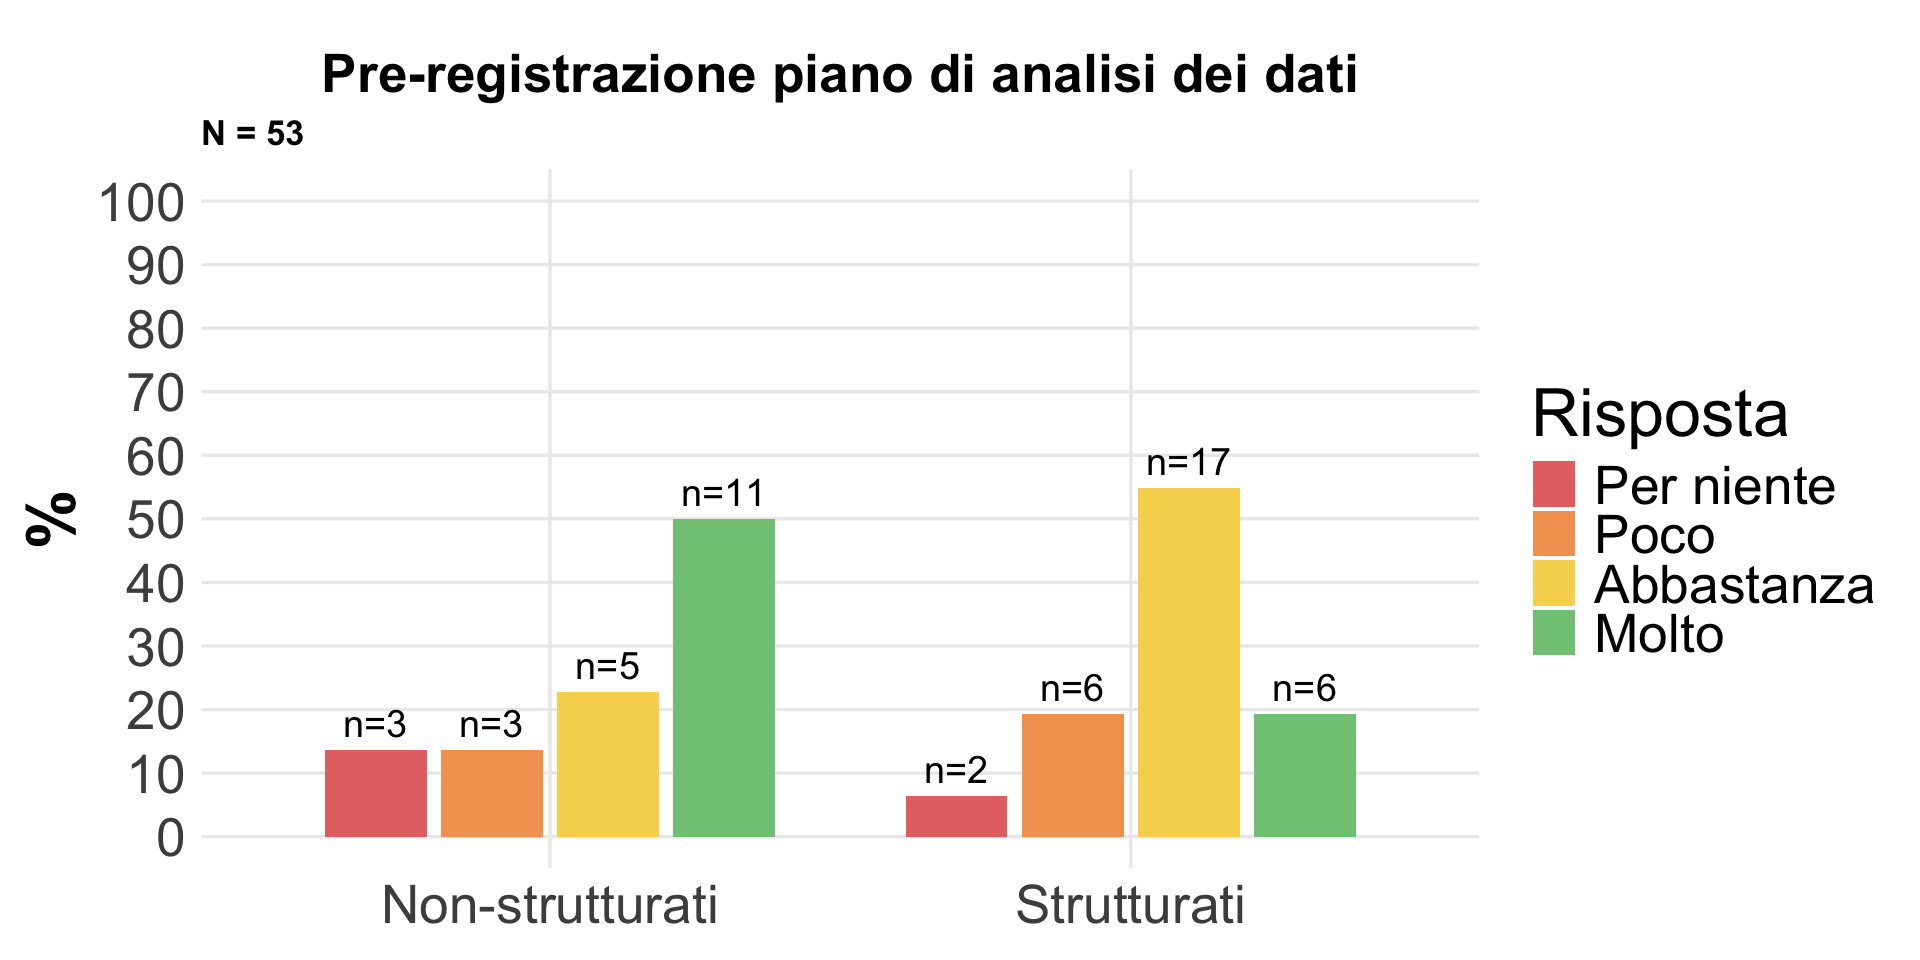 Pre-registrazione piano di analisi dei dati
N = 53
100
90
80
70
60
50
40
30
20
10
0
%
n=3
n=3
n=5
n=11
n=2
n=6
n=17
n=6
Non-strutturati
Strutturati
Risposta
Per niente
Poco
Abbastanza
Molto